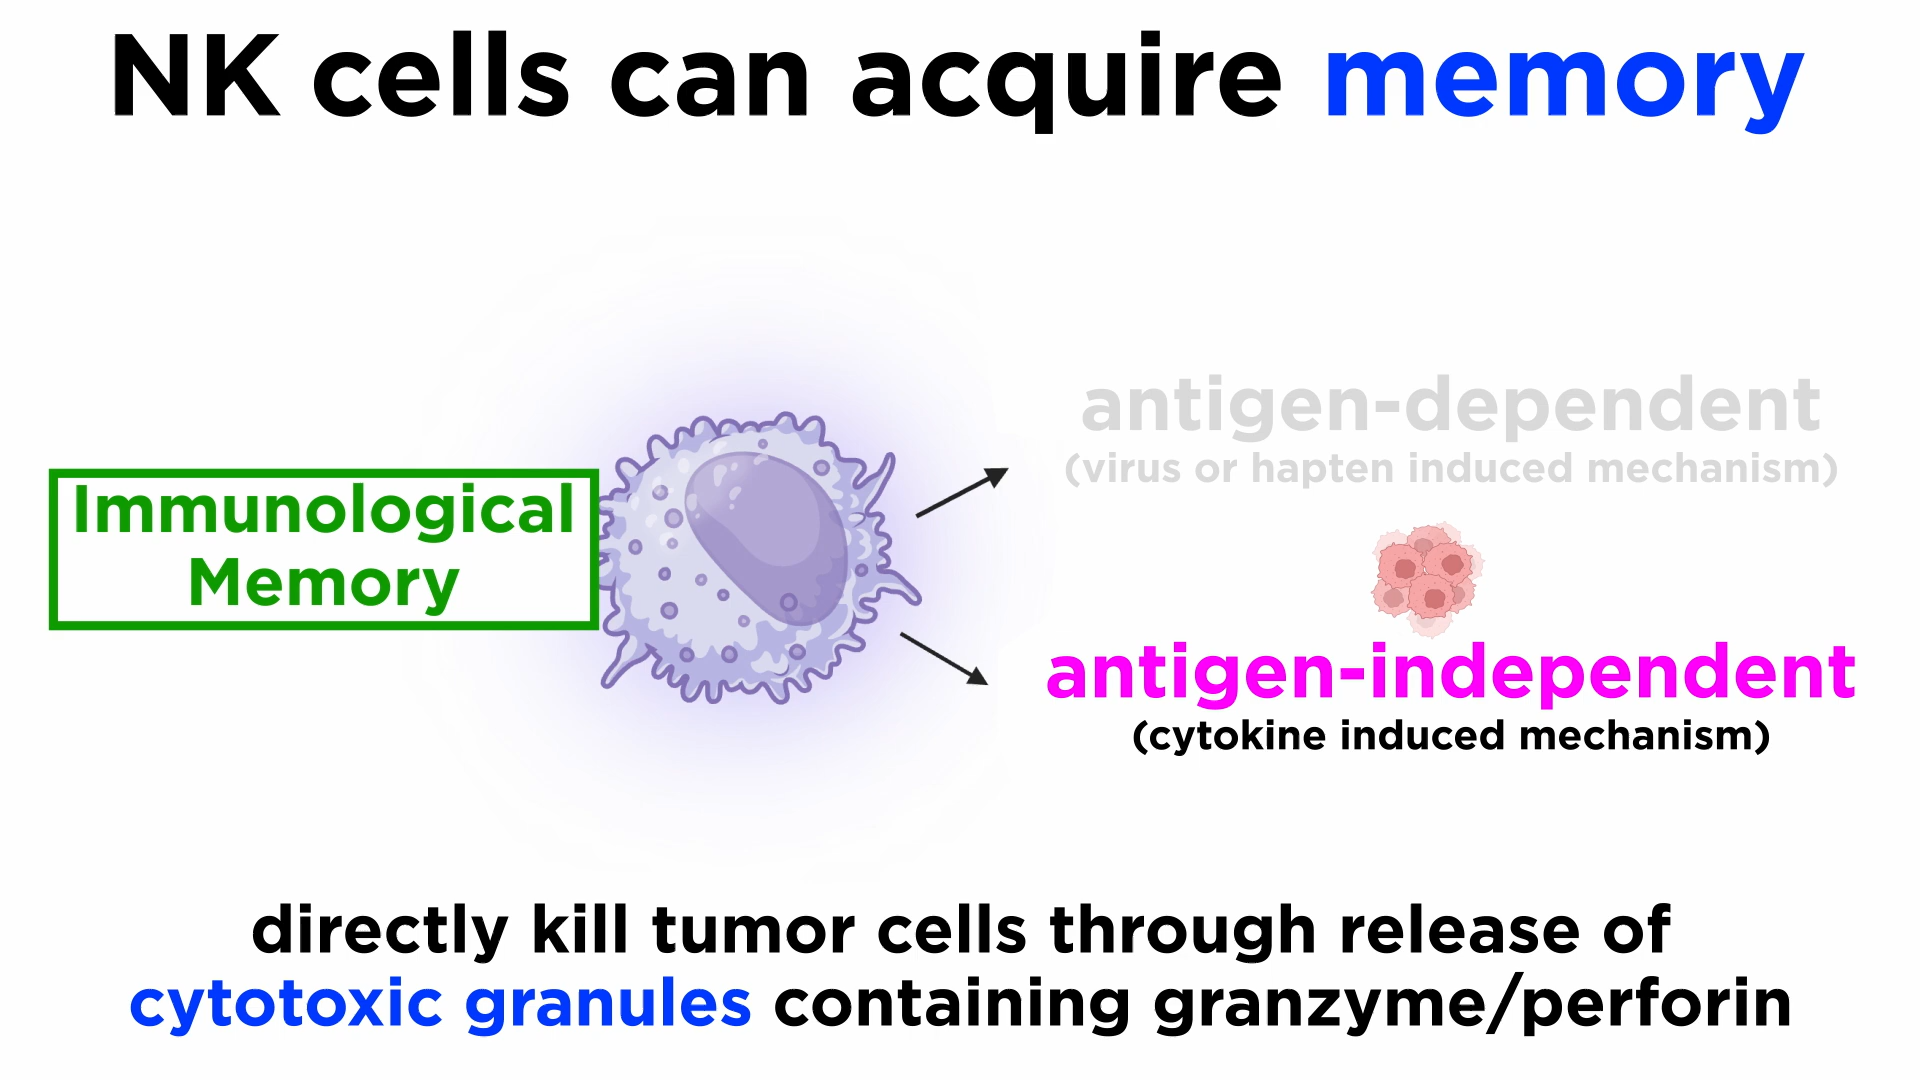 NK cells can acquire memory
antigen-dependent
(virus or hapten induced mechanism)
Immunological
Memory
antigen-independent
(cytokine induced mechanism)
directly kill tumor cells through release of
cytotoxic granules containing granzyme/perforin